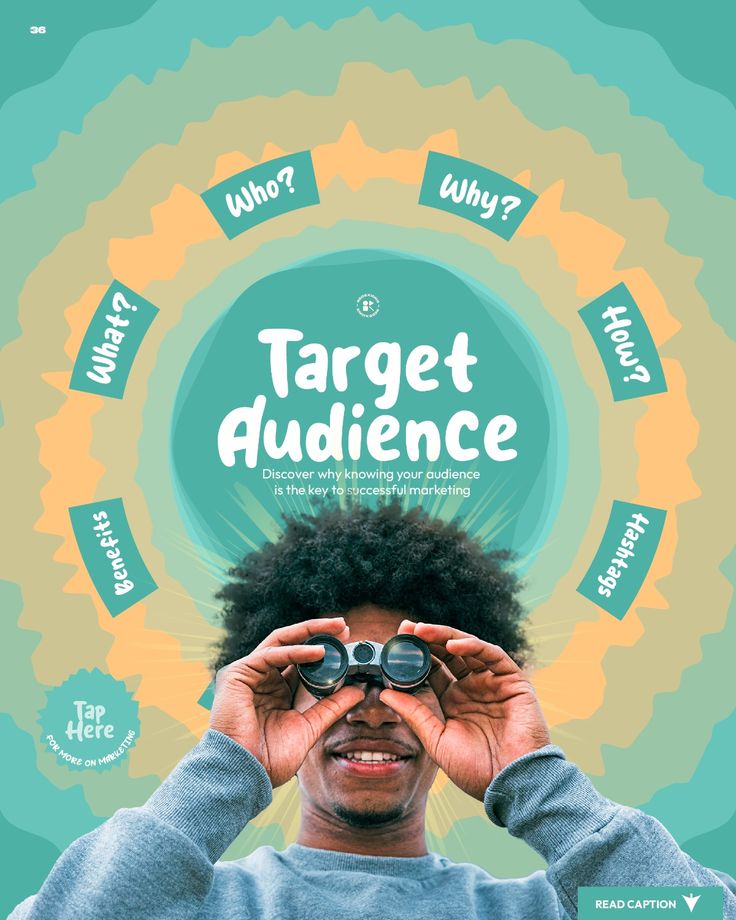 36
Who?
Why?
What?
How?
Target
Audience
Discover why knowing your audience
is the key to successful marketing
Benefits
Hashtags
Tap
Here
FOR MORE ON MARKETING
READ CAPTION